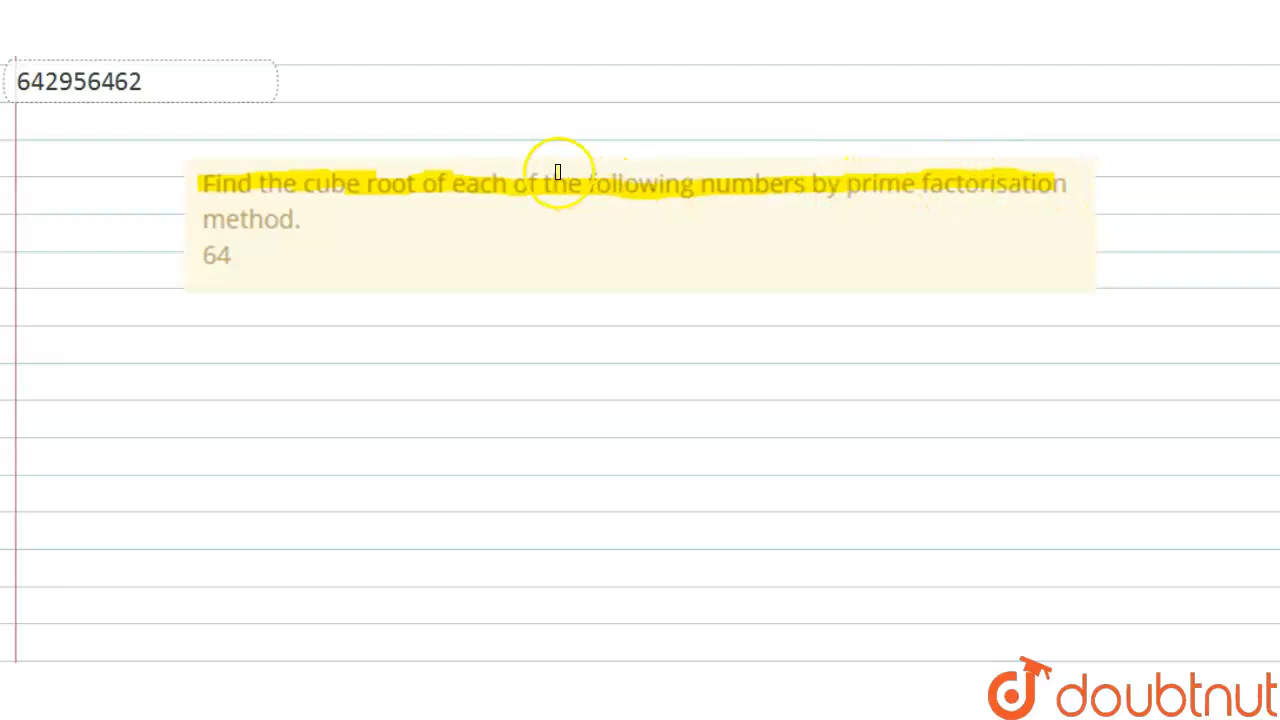 642956462
Find the cube root of each of the following numbers by prime factorisation
method.
64
doubtnut